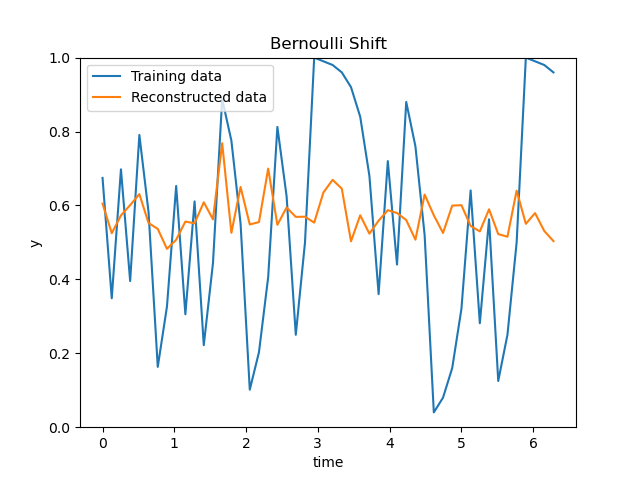 Bernoulli Shift
Training data
Reconstructed data
1.0
0.8
0.6
0.4
0.2
0.0
y
0 1 2 3 4 5 6
time